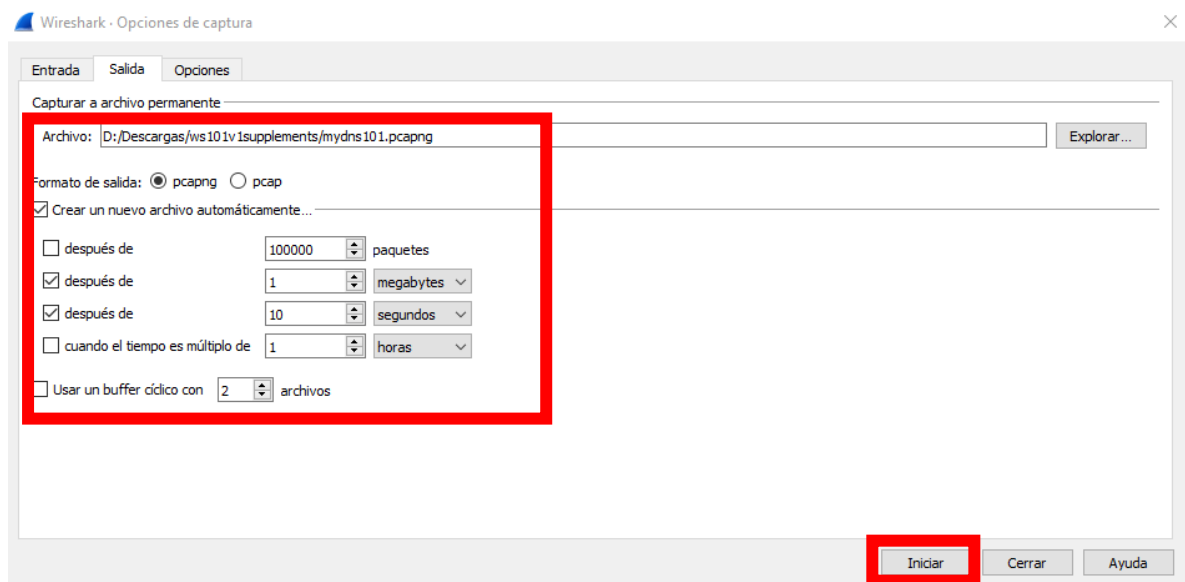 Wireshark · Opciones de captura
Entrada Salida Opciones
Capturar a archivo permanente
Archivo: D:/Descargas/ws101v1supplements/mydns101.pcapng Explorar...
Formato de salida: pcapng pcap
Crear un nuevo archivo automáticamente...
después de 100000 paquetes
después de 1 megabytes
después de 10 segundos
cuando el tiempo es múltiplo de 1 horas
Usar un buffer cíclico con 2 archivos
Iniciar Cerrar Ayuda